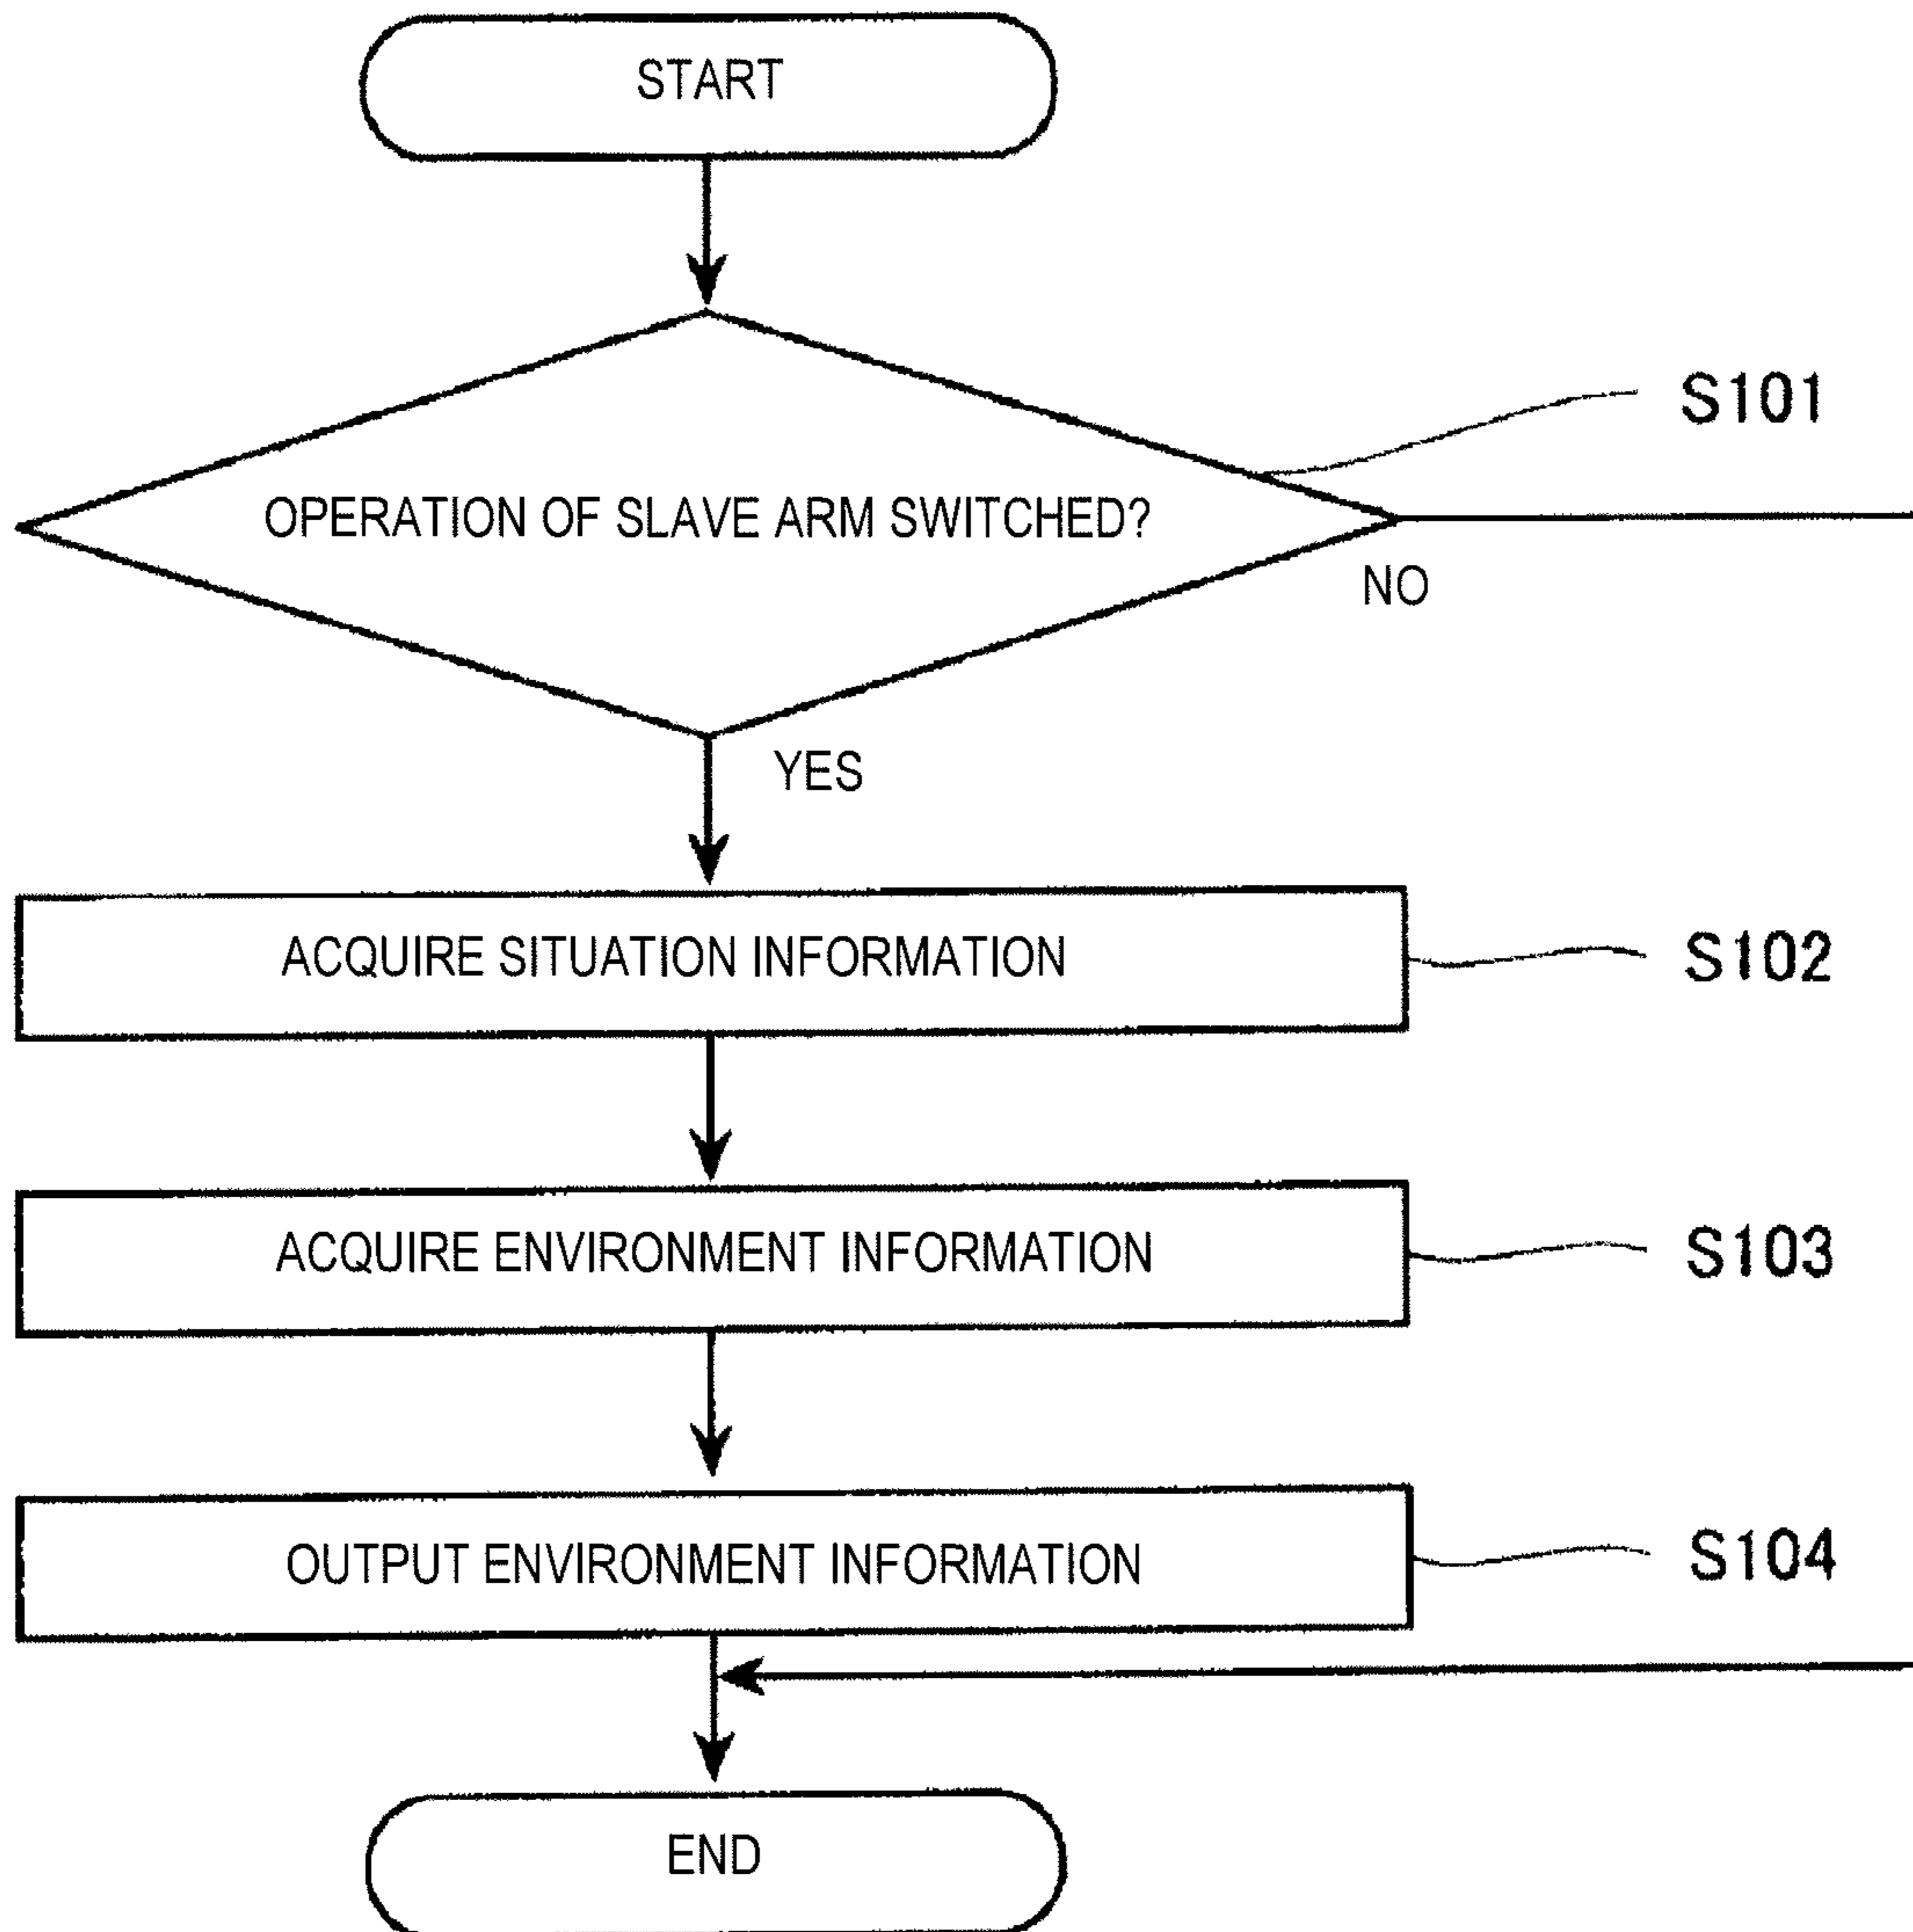 START
S101
OPERATION OF SLAVE ARM SWITCHED?
NO
YES
ACQUIRE SITUATION INFORMATION
S102
ACQUIRE ENVIRONMENT INFORMATION
S103
OUTPUT ENVIRONMENT INFORMATION
S104
END